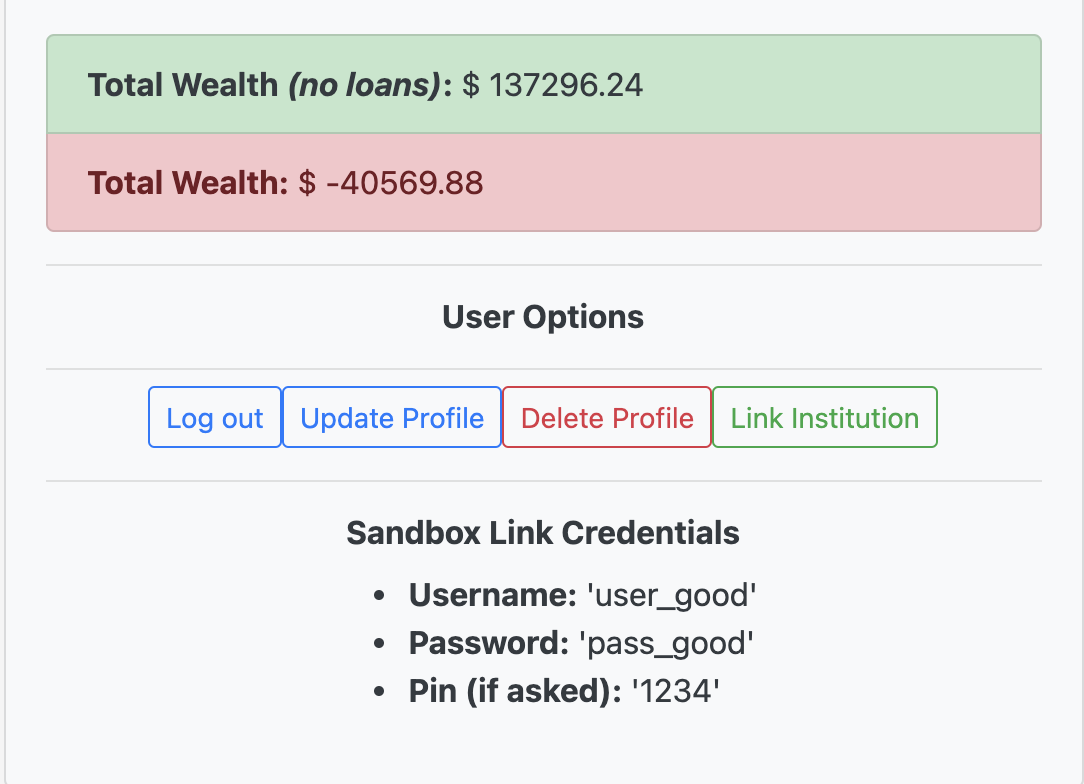 Total Wealth (no loans): $ 137296.24
Total Wealth: $ -40569.88
User Options
Log out Update Profile Delete Profile Link Institution
Sandbox Link Credentials
• Username: 'user_good'
• Password: 'pass_good'
• Pin (if asked): '1234'